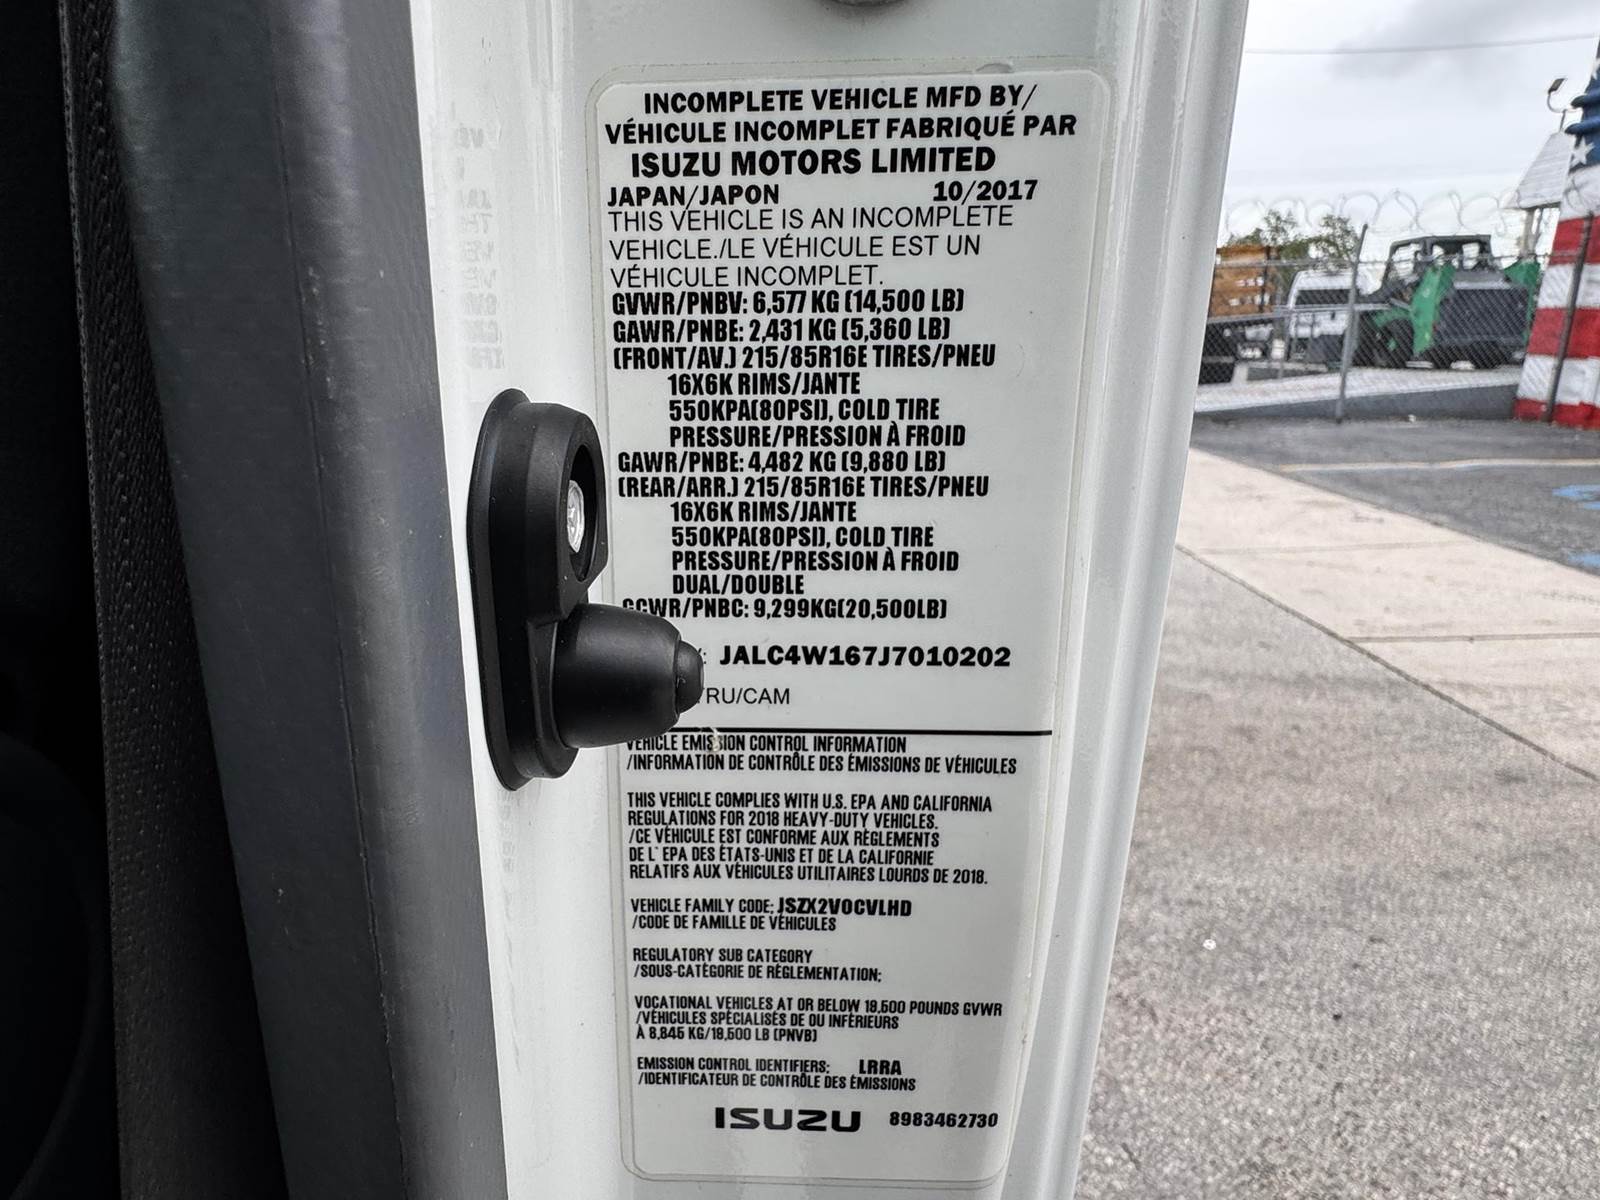 INCOMPLETE VEHICLE MFD BY/
VÉHICULE INCOMPLET FABRIQUÉ PAR
ISUZU MOTORS LIMITED
JAPAN/JAPON 10/2017
THIS VEHICLE IS AN INCOMPLETE
VEHICLE./LE VÉHICULE EST UN
VÉHICULE INCOMPLET.
GVWR/PNBV: 6,577 KG (14,500 LB)
GAWR/PNBE: 2,431 KG (5,360 LB)
(FRONT/AV.) 215/85R16E TIRES/PNEU
16X6K RIMS/JANTE
550KPA(80PSI), COLD TIRE
PRESSURE/PRESSION À FROID
GAWR/PNBE: 4,482 KG (9,880 LB)
(REAR/ARR.) 215/85R16E TIRES/PNEU
16X6K RIMS/JANTE
550KPA(80PSI), COLD TIRE
PRESSURE/PRESSION À FROID
DUAL/DOUBLE
GCWR/PNBC: 9,299KG(20,500LB)
JALC4W167J7010202
TRU/CAM
VEHICLE EMISSION CONTROL INFORMATION
/INFORMATION DE CONTRÔLE DES ÉMISSIONS DE VÉHICULES
THIS VEHICLE COMPLIES WITH U.S. EPA AND CALIFORNIA
REGULATIONS FOR 2018 HEAVY-DUTY VEHICLES.
/CE VÉHICULE EST CONFORME AUX RÈGLEMENTS
DE L' EPA DES ÉTATS-UNIS ET DE LA CALIFORNIE
RELATIFS AUX VÉHICULES UTILITAIRES LOURDS DE 2018.
VEHICLE FAMILY CODE: JSZX2VOCVLHD
/CODE DE FAMILLE DE VÉHICULES
REGULATORY SUB CATEGORY
/SOUS-CATÉGORIE DE RÉGLEMENTATION:
VOCATIONAL VEHICLES AT OR BELOW 19,500 POUNDS GVWR
/VÉHICULES SPÉCIALISÉS DE OU INFÉRIEURS
À 8,845 KG/19,500 LB (PNVB)
EMISSION CONTROL IDENTIFIERS: LRRA
/IDENTIFICATEUR DE CONTRÔLE DES ÉMISSIONS
ISUZU 8983462730